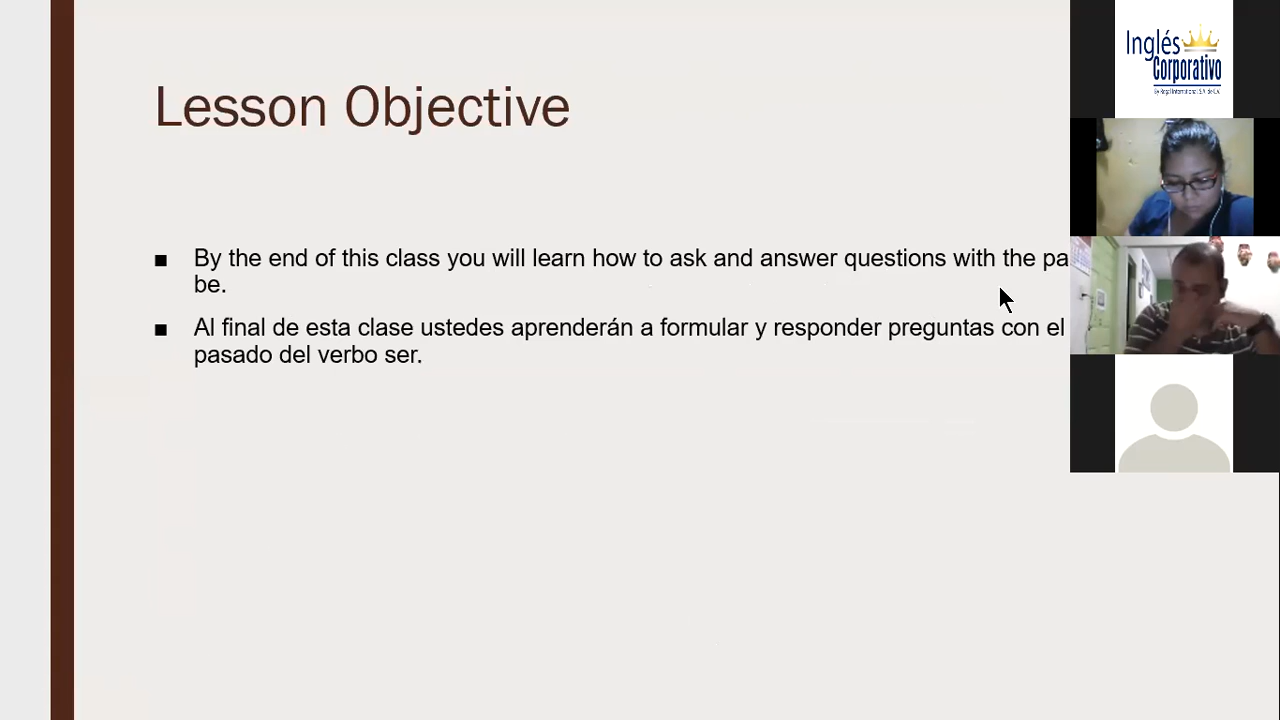 Lesson Objective
■ By the end of this class you will learn how to ask and answer questions with the pa
be.
■ Al final de esta clase ustedes aprenderán a formular y responder preguntas con el
pasado del verbo ser.
Inglés
Corporativo